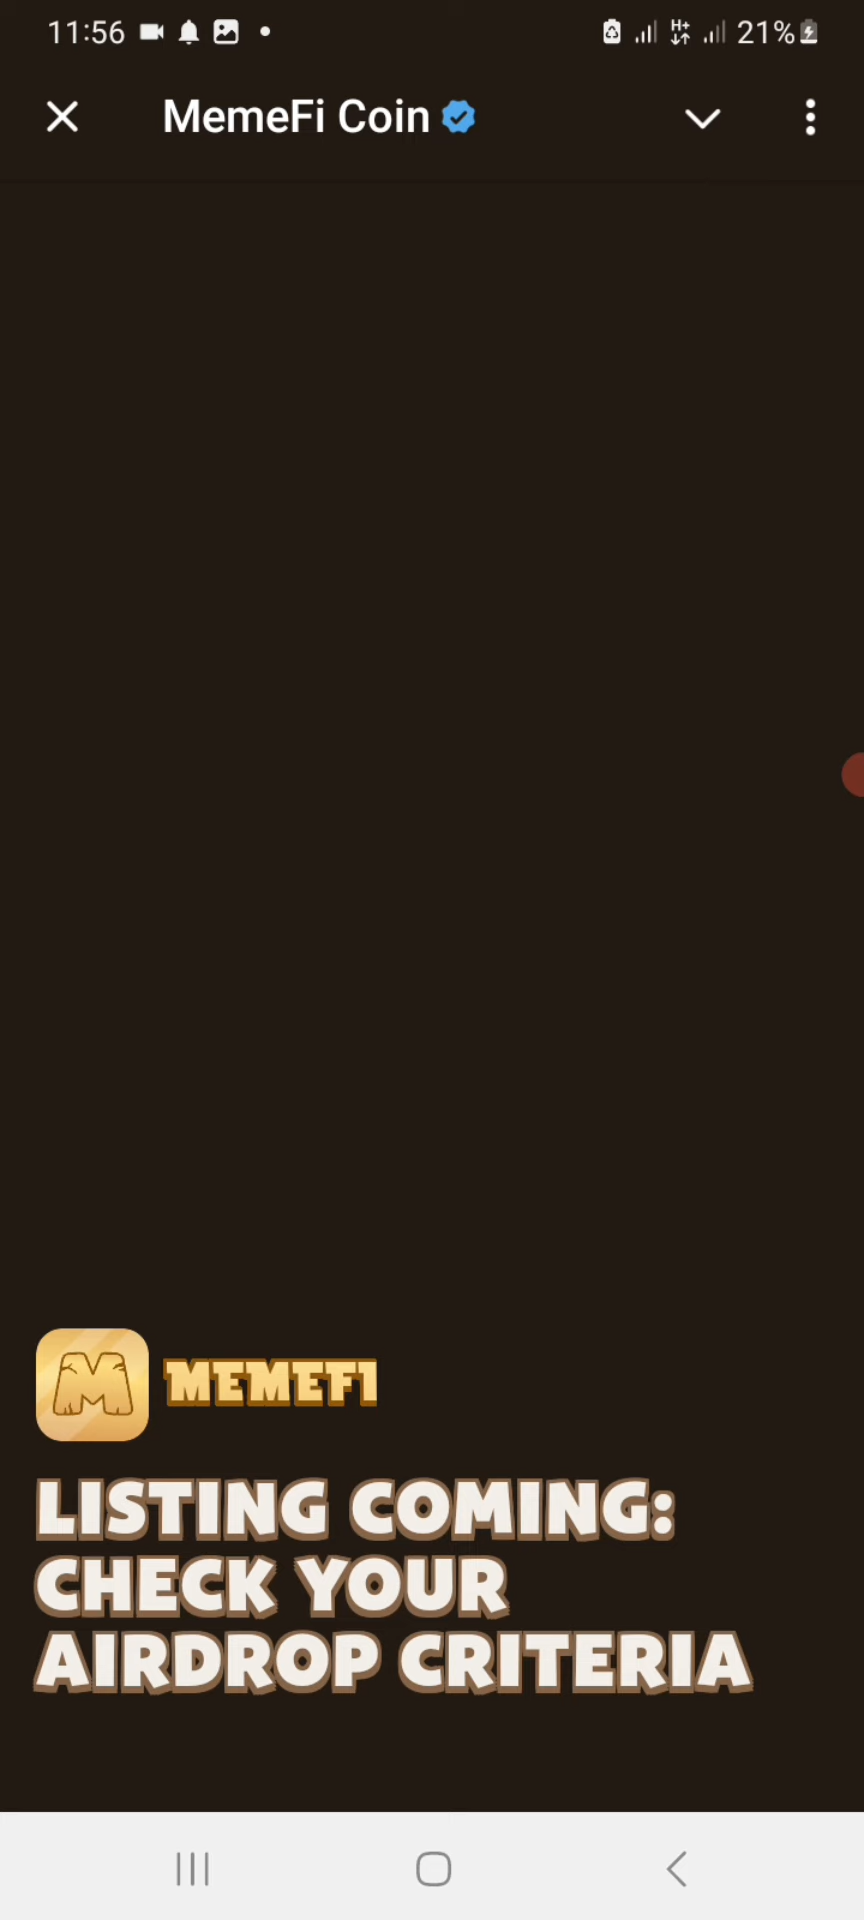 11:56
H+
21%
MemeFi Coin
M
MEMEFI
LISTING COMING:
CHECK YOUR
AIRDROP CRITERIA